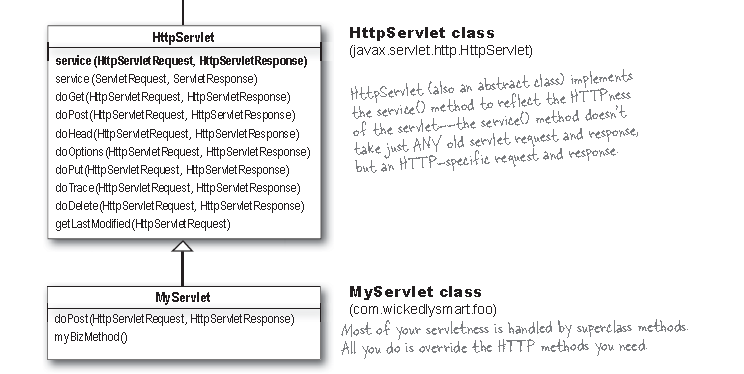 HttpServlet
service (HttpServletRequest, HttpServletResponse)
service (ServletRequest, ServletResponse)
doGet(HttpServletRequest, HttpServletResponse)
doPost(HttpServletRequest, HttpServletResponse)
doHead(HttpServletRequest, HttpServletResponse)
doOptions (HttpServletRequest, HttpServletResponse)
doPut(HttpServletRequest, HttpServletResponse)
doTrace(HttpServletRequest, HttpServletResponse)
doDelete(HttpServletRequest, HttpServletResponse)
getLastModified(HttpServletRequest)
HttpServlet class
(javax.servlet.http.HttpServlet)
HttpServlet (also an abstract class) implements
the service() method to reflect the HTTPness
of the servlet––the service() method doesn't
take just ANY old servlet request and response,
but an HTTP-specific request and response.
MyServlet
doPost(HttpServletRequest, HttpServletResponse)
myBizMethod()
MyServlet class
(com.wickedlysmart.foo)
Most of your servletness is handled by superclass methods.
All you do is override the HTTP methods you need.